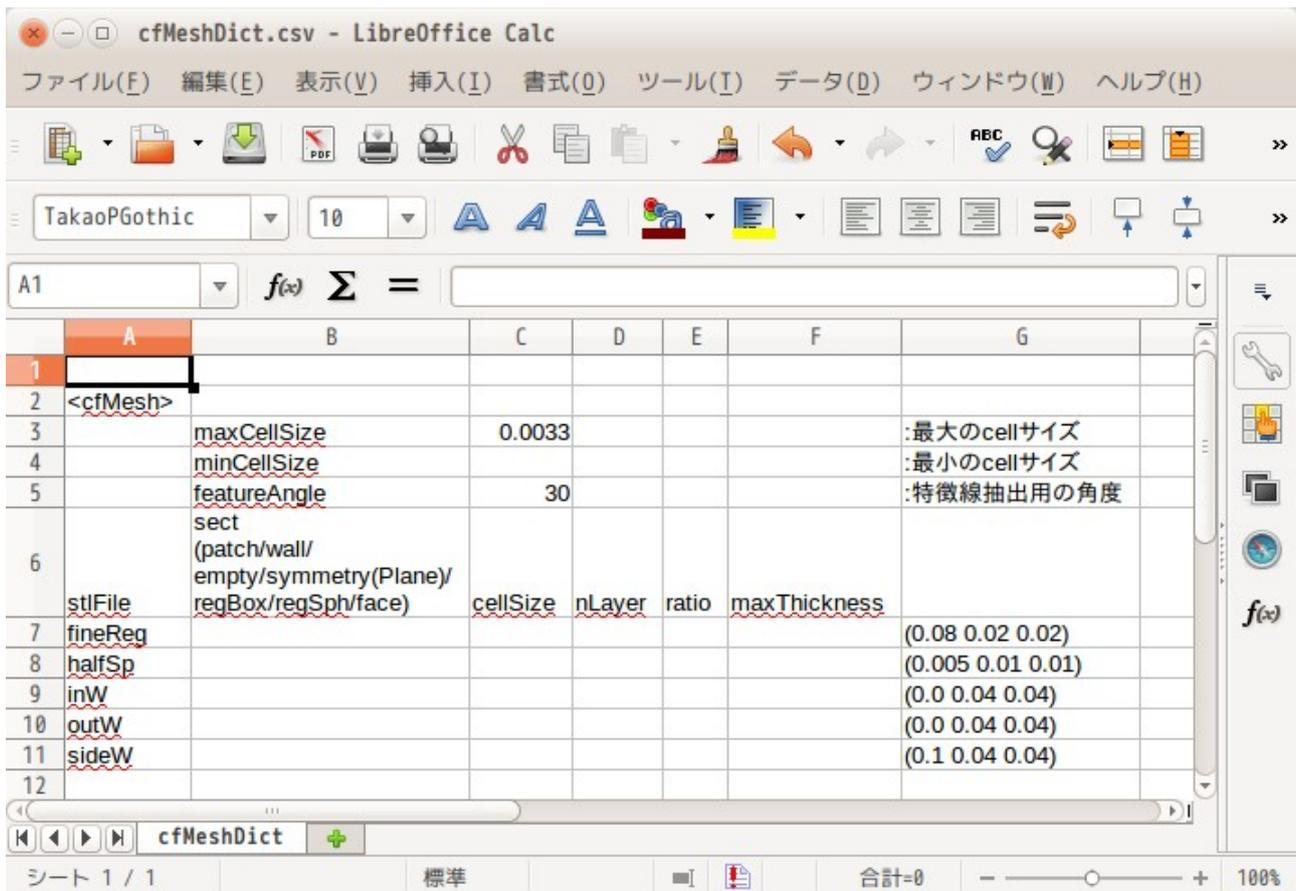 cfMeshDict.csv - LibreOffice Calc
ファイル(F) 編集(E) 表示(V) 挿入(I) 書式(O) ツール(T) データ(D) ウィンドウ(W) ヘルプ(H)
PDF ABC »
TakaoPGothic 10 A A A a »
A1 f(x) Σ =
A B C D E F G
1
2 <cfMesh>
3 maxCellSize 0.0033 :最大のcellサイズ
4 minCellSize :最小のcellサイズ
5 featureAngle 30 :特徴線抽出用の角度
sect
(patch/wall/
6 empty/symmetry(Plane)/
stlFile regBox/regSph/face) cellSize nLayer ratio maxThickness
f(x)
7 fineReg (0.08 0.02 0.02)
8 halfSp (0.005 0.01 0.01)
9 inW (0.0 0.04 0.04)
10 outW (0.0 0.04 0.04)
11 sideW (0.1 0.04 0.04)
12
cfMeshDict
シート 1 / 1 標準 合計=0 100%